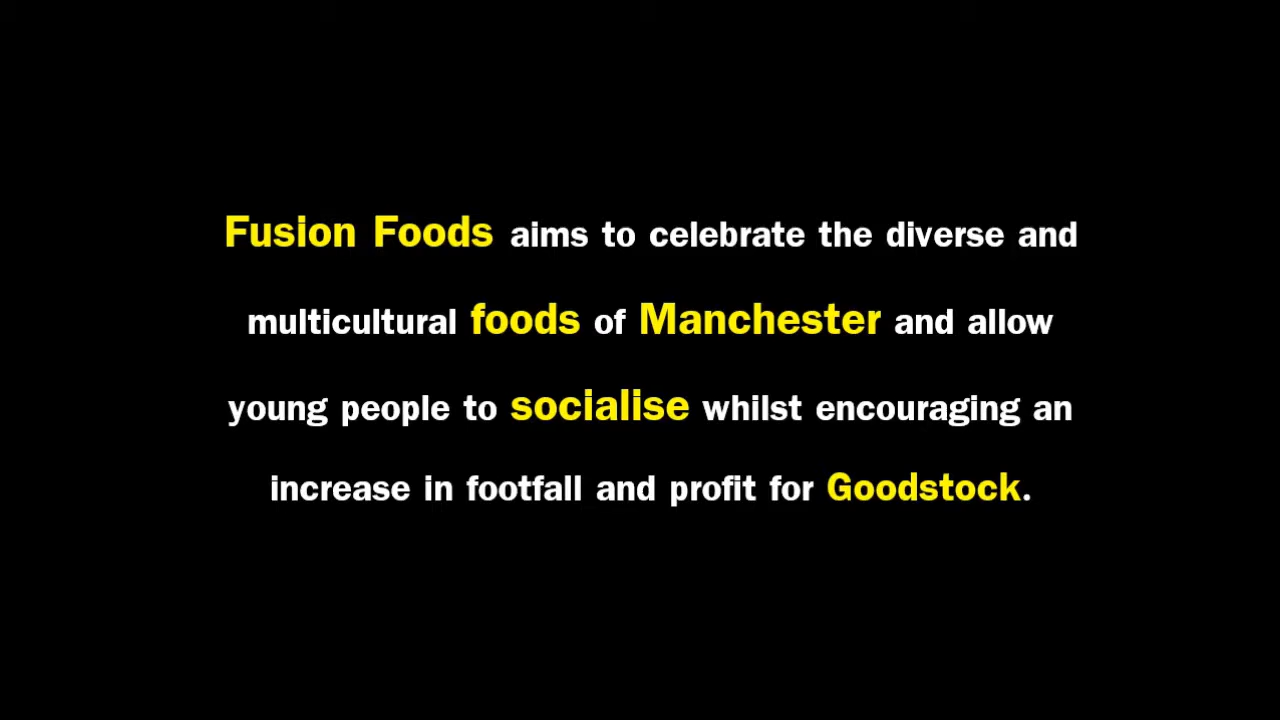 Fusion Foods aims to celebrate the diverse and
multicultural foods of Manchester and allow
young people to socialise whilst encouraging an
increase in footfall and profit for Goodstock.